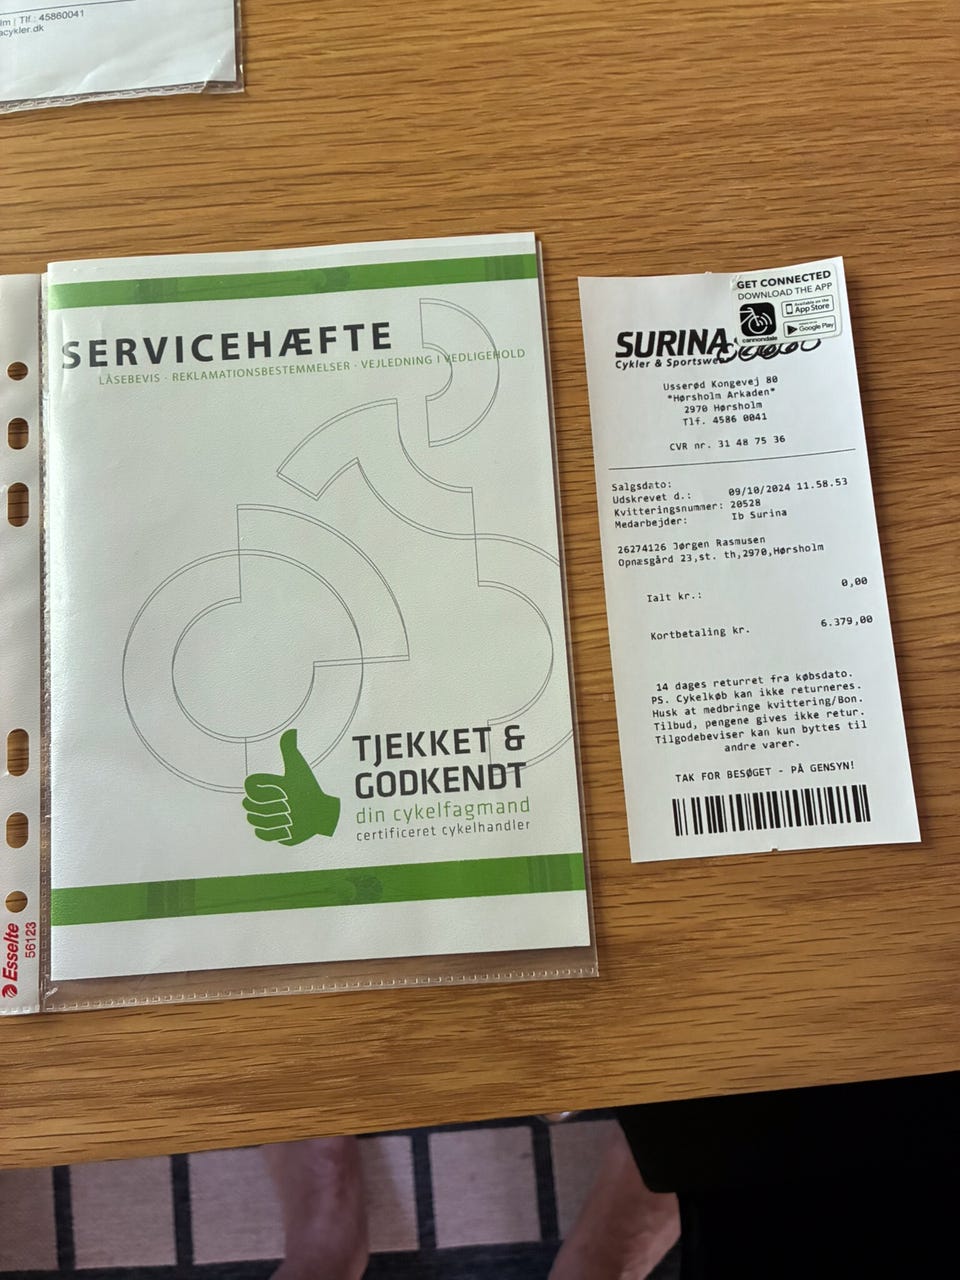 lm | Tlf.: 45860041
acykler.dk
SERVICEHÆFTE
LÅSEBEVIS · REKLAMATIONSBESTEMMELSER · VEJLEDNING I VEDLIGEHOLD
TJEKKET &
GODKENDT
din cykelfagmand
certificeret cykelhandler
Esselte
56123
GET CONNECTED
DOWNLOAD THE APP
Available on the
App Store
Google Play
cannondale
SURINA
Cykler & Sportswe
Usserød Kongevej 80
"Hørsholm Arkaden"
2970 Hørsholm
Tlf. 4586 0041
CVR nr. 31 48 75 36
Salgsdato:
Udskrevet d.: 09/10/2024 11.58.53
Kvitteringsnummer: 20528
Medarbejder: Ib Surina
26274126 Jørgen Rasmusen
Opnæsgård 23,st. th,2970,Hørsholm
Ialt kr.: 0,00
Kortbetaling kr. 6.379,00
14 dages returret fra købsdato.
PS. Cykelkøb kan ikke returneres.
Husk at medbringe kvittering/Bon.
Tilbud, pengene gives ikke retur.
Tilgodebeviser kan kun byttes til
andre varer.
TAK FOR BESØGET - PÅ GENSYN!